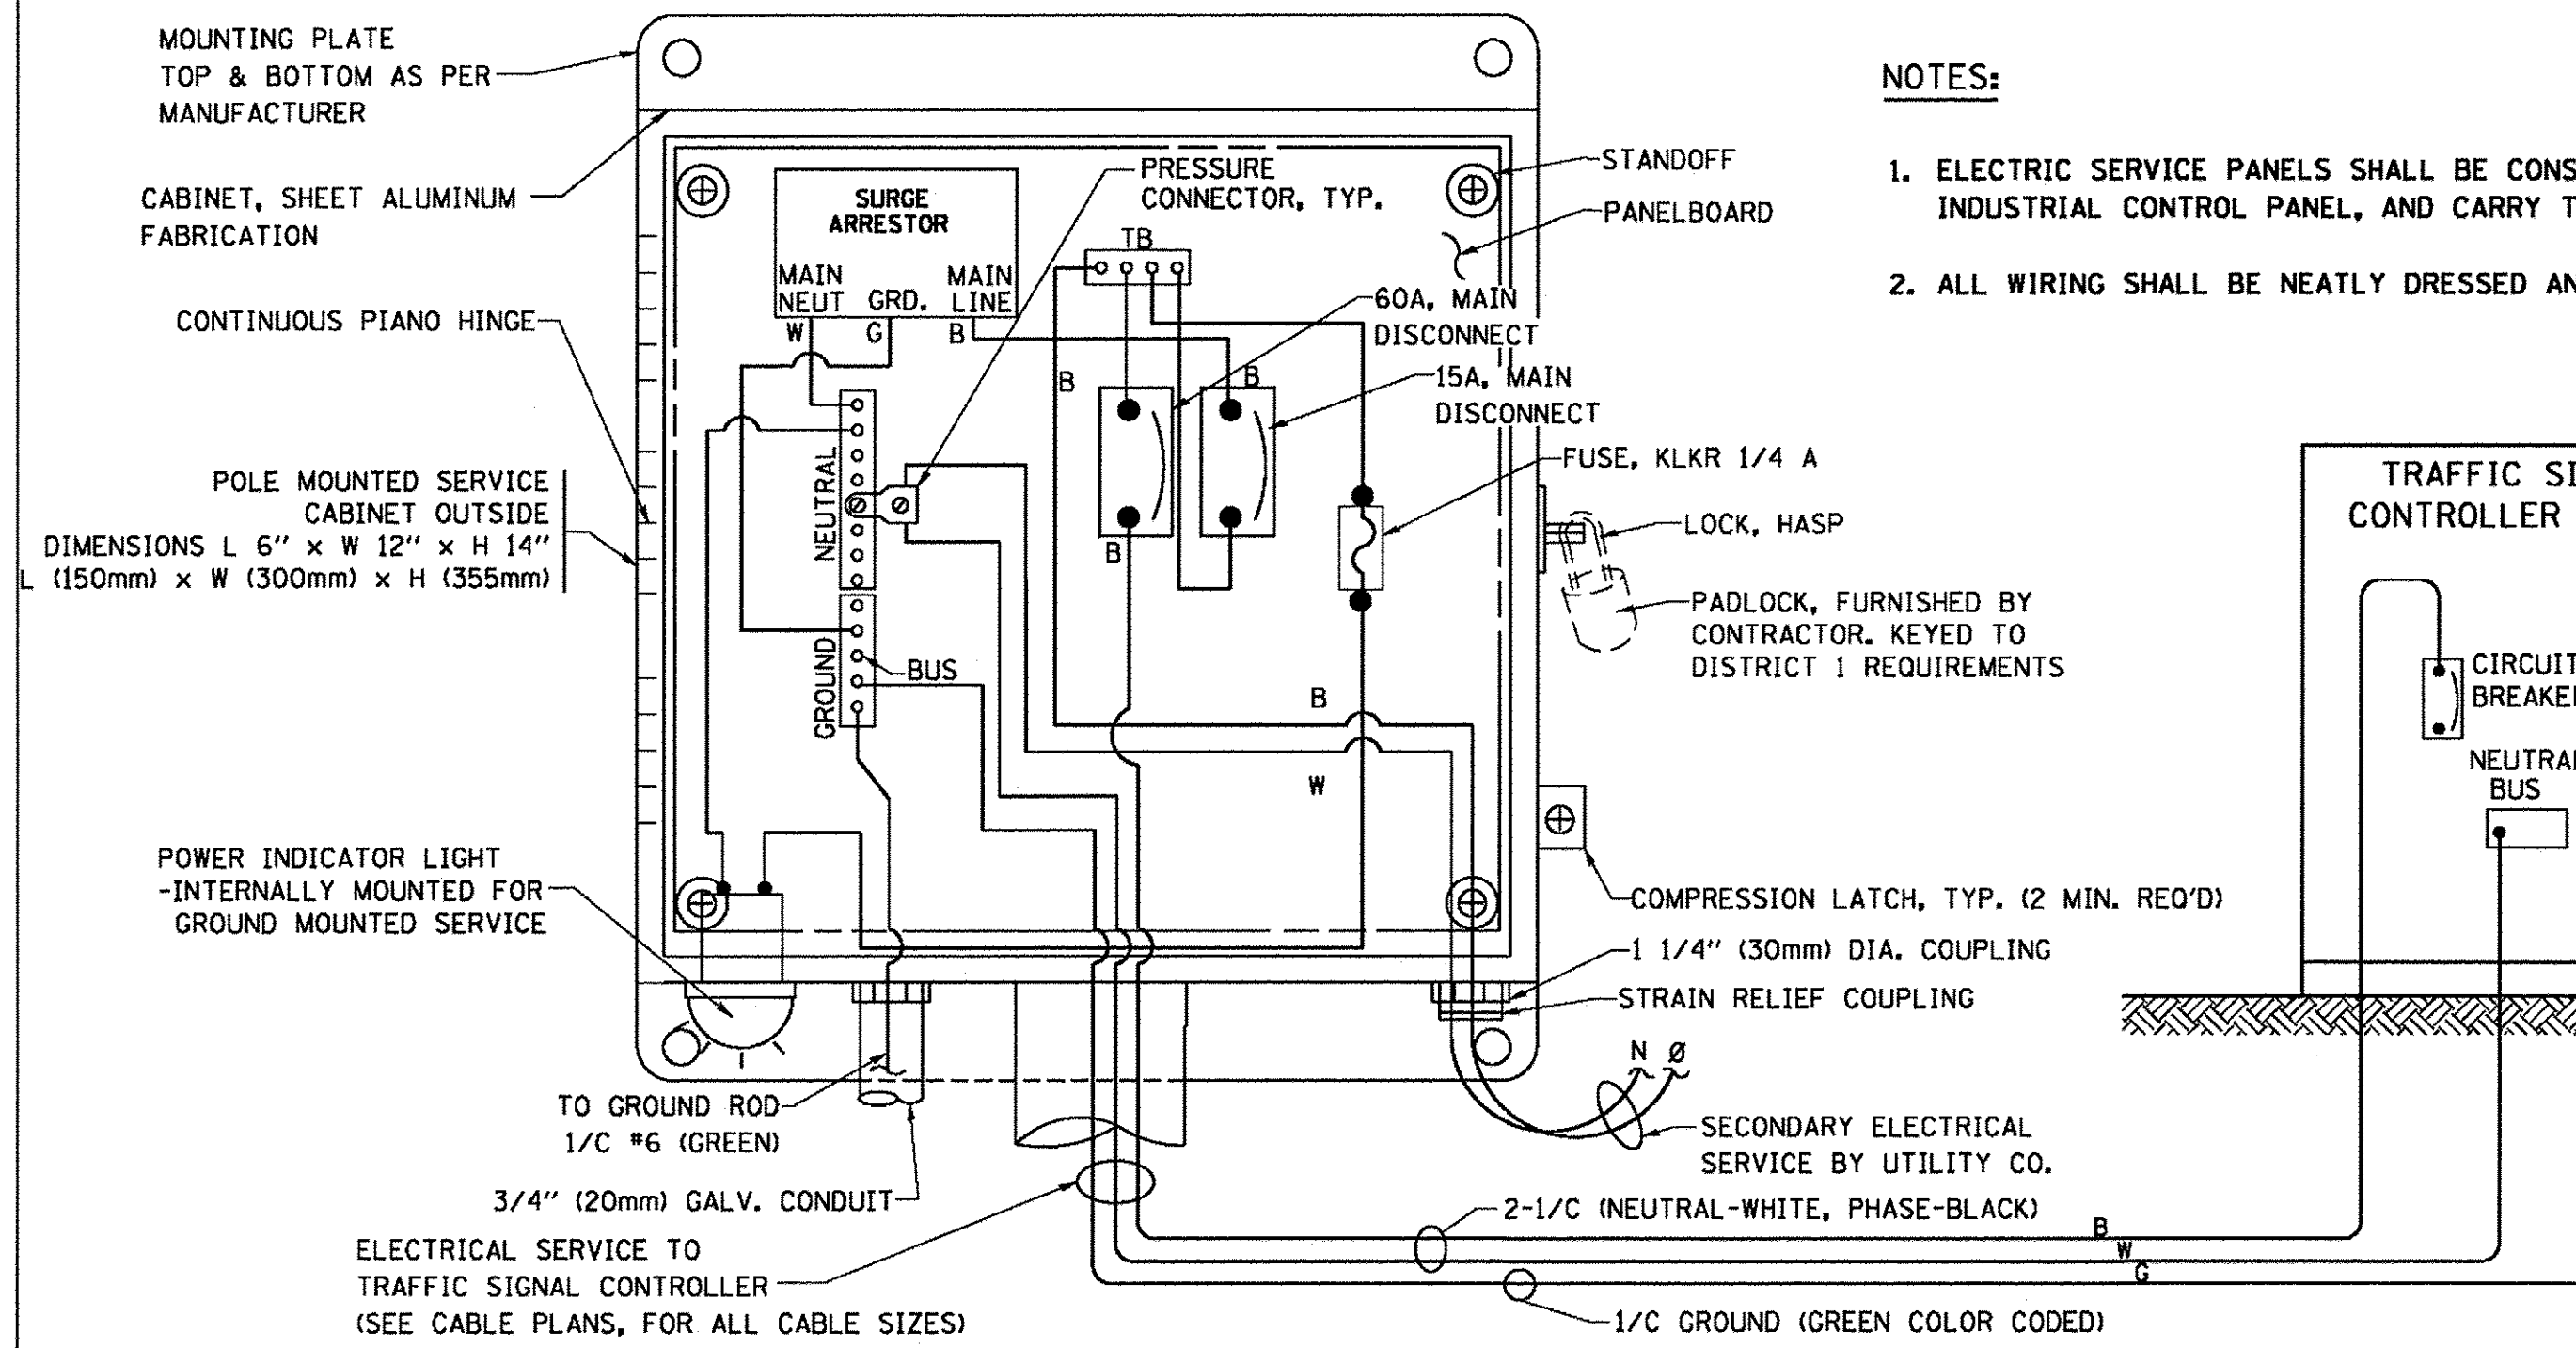 MOUNTING PLATE
TOP & BOTTOM AS PER
MANUFACTURER
CABINET, SHEET ALUMINUM
FABRICATION
CONTINUOUS PIANO HINGE
POLE MOUNTED SERVICE
CABINET OUTSIDE
DIMENSIONS L 6" x W 12" x H 14"
L (150mm) x W (300mm) x H (355mm)
POWER INDICATOR LIGHT
-INTERNALLY MOUNTED FOR
GROUND MOUNTED SERVICE
TO GROUND ROD
1/C #6 (GREEN)
3/4" (20mm) GALV. CONDUIT
ELECTRICAL SERVICE TO
TRAFFIC SIGNAL CONTROLLER
(SEE CABLE PLANS, FOR ALL CABLE SIZES)
SURGE
ARRESTOR
MAIN
NEUT
GRD.
MAIN
LINE
W
G
B
PRESSURE
CONNECTOR, TYP.
TB
B
B
B
NEUTRAL
GROUND
BUS
B
W
STANDOFF
PANELBOARD
60A, MAIN
DISCONNECT
15A, MAIN
DISCONNECT
FUSE, KLKR 1/4 A
LOCK, HASP
PADLOCK, FURNISHED BY
CONTRACTOR. KEYED TO
DISTRICT 1 REQUIREMENTS
COMPRESSION LATCH, TYP. (2 MIN. REQ'D)
1 1/4" (30mm) DIA. COUPLING
STRAIN RELIEF COUPLING
N Ø
SECONDARY ELECTRICAL
SERVICE BY UTILITY CO.
2-1/C (NEUTRAL-WHITE, PHASE-BLACK)
B
W
G
1/C GROUND (GREEN COLOR CODED)
NOTES:
1. ELECTRIC SERVICE PANELS SHALL BE CONS
INDUSTRIAL CONTROL PANEL, AND CARRY T
2. ALL WIRING SHALL BE NEATLY DRESSED AN
TRAFFIC SI
CONTROLLER
CIRCUIT
BREAKE
NEUTRA
BUS